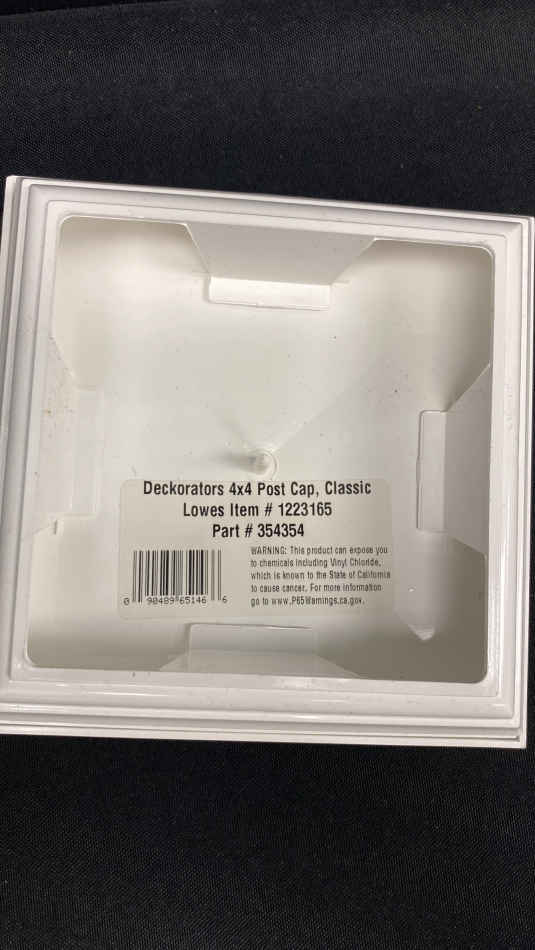 Deckorators 4x4 Post Cap, Classic
Lowes Item # 1223165
Part # 354354
WARNING: This product can expose you
to chemicals including Vinyl Chloride,
which is known to the State of California
to cause cancer. For more information
go to www.P65Warnings.ca.gov.
0 90489 65146 6